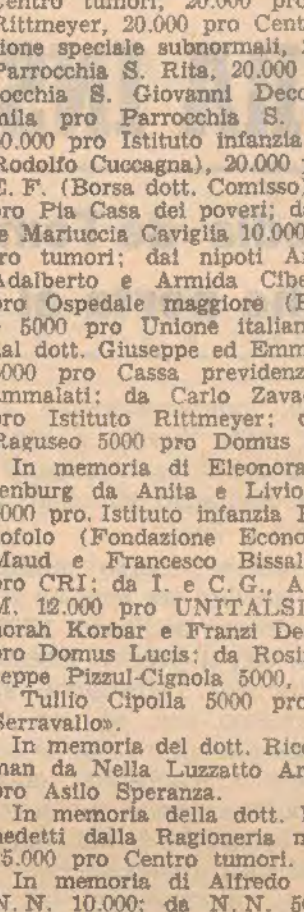 Centro tumori, 20.000 pro
Rittmeyer, 20.000 pro Cent
ione speciale subnormali,
Parrocchia S. Rita, 20.000
occhia S. Giovanni Deco
mila pro Parrocchia S.
0.000 pro Istituto infanzia
Rodolfo Cuccagna), 20.000
C. F. (Borsa dott. Comisso)
pro Pia Casa dei poveri; da
e Mariuccia Caviglia 10.000
ro tumori; dai nipoti A
Adalberto e Armida Cibe
pro Ospedale maggiore (
5000 pro Unione italian
dal dott. Giuseppe ed Emm
000 pro Cassa previdenz
ammalati; da Carlo Zava
pro Istituto Rittmeyer;
Raguseo 5000 pro Domus
In memoria di Eleonora
enburg da Anita e Livio
000 pro. Istituto infanzia
ofolo (Fondazione Econo
Maud e Francesco Bissal
pro CRI; da I. e C. G., A.
M. 12.000 pro UNITALSI
norah Korbar e Franzi De
pro Domus Lucis; da Rosi
seppe Pizzul-Cignola 5000,
Tullio Cipolla 5000 pro
Serravallo».
In memoria del dott. Ricc
man da Nella Luzzatto Ar
pro Asilo Speranza.
In memoria della dott.
nedetti dalla Ragioneria
5.000 pro Centro tumori.
In memoria di Alfredo
N. N. 10.000; da N. N. 5